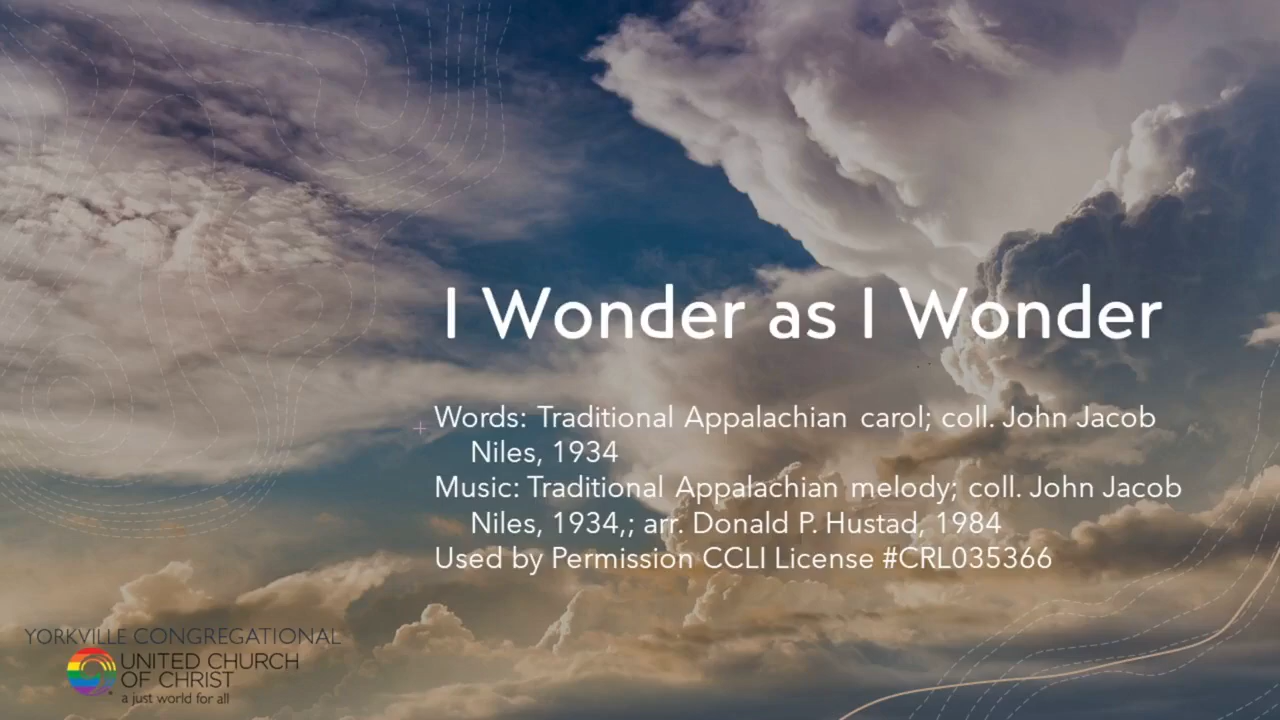 I Wonder as I Wonder
Words: Traditional Appalachian carol; coll. John Jacob
Niles, 1934
Music: Traditional Appalachian melody; coll. John Jacob
Niles, 1934,; arr. Donald P. Hustad, 1984
Used by Permission CCLI License #CRL035366
YORKVILLE CONGREGATIONAL
UNITED CHURCH
OF CHRIST
a just world for all